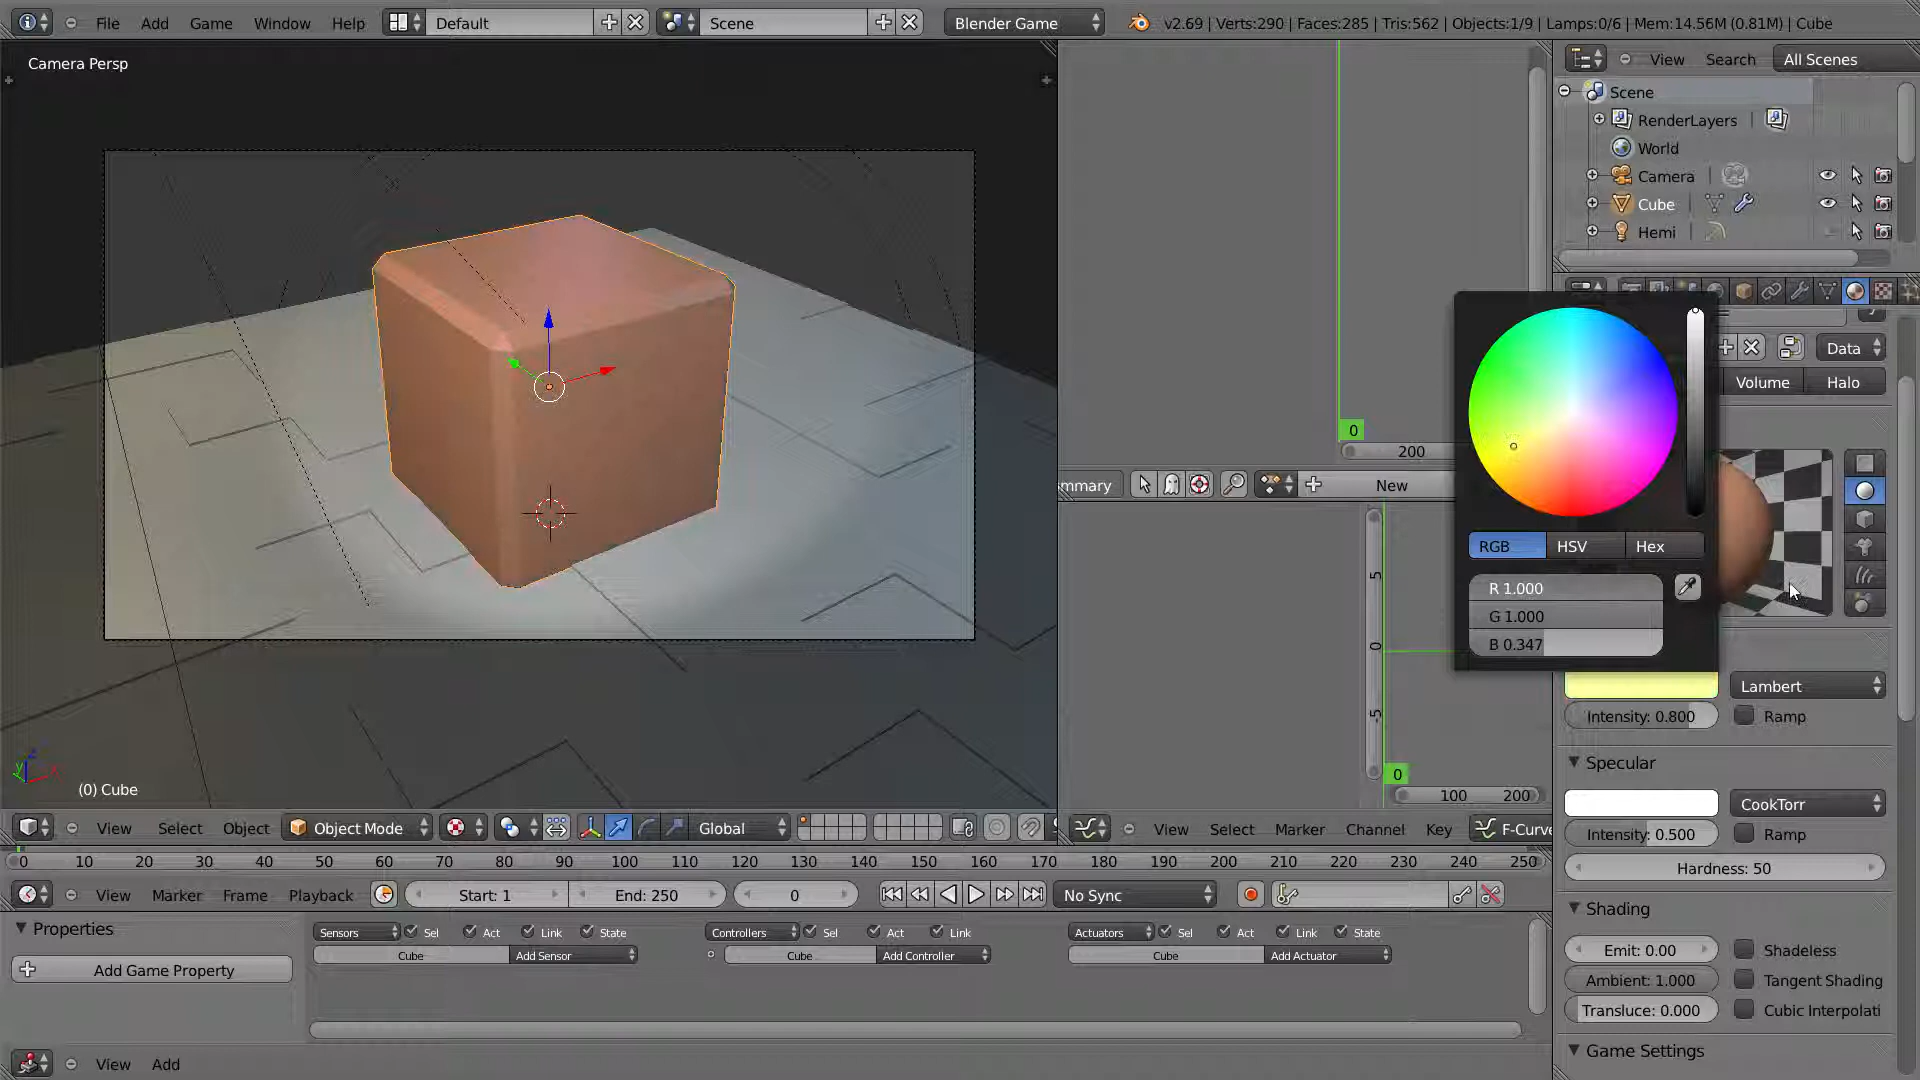 File Add Game Window Help Default Scene Blender Game v2.69 | Verts:290 | Faces:285 | Tris:562 | Objects:1/9 | Lamps:0/6 | Mem:14.56M (0.81M) | Cube
Camera Persp
View Search All Scenes
Scene
RenderLayers
World
Camera
Cube
Hemi
Data
Volume Halo
0
200
mmary New
RGB HSV Hex
R 1.000
G 1.000
B 0.347
5
0
-5
0
100 200
Lambert
Intensity: 0.800 Ramp
Specular
CookTorr
Intensity: 0.500 Ramp
Hardness: 50
Shading
Emit: 0.00 Shadeless
Ambient: 1.000 Tangent Shading
Transluce: 0.000 Cubic Interpolati
Game Settings
z
y x
(0) Cube
View Select Object Object Mode Global
View Select Marker Channel Key F-Curve
0 10 20 30 40 50 60 70 80 90 100 110 120 130 140 150 160 170 180 190 200 210 220 230 240 250
View Marker Frame Playback Start: 1 End: 250 0 No Sync
Properties
Add Game Property
Sensors Sel Act Link State Controllers Sel Act Link Actuators Sel Act Link State
Cube Add Sensor Cube Add Controller Cube Add Actuator
View Add